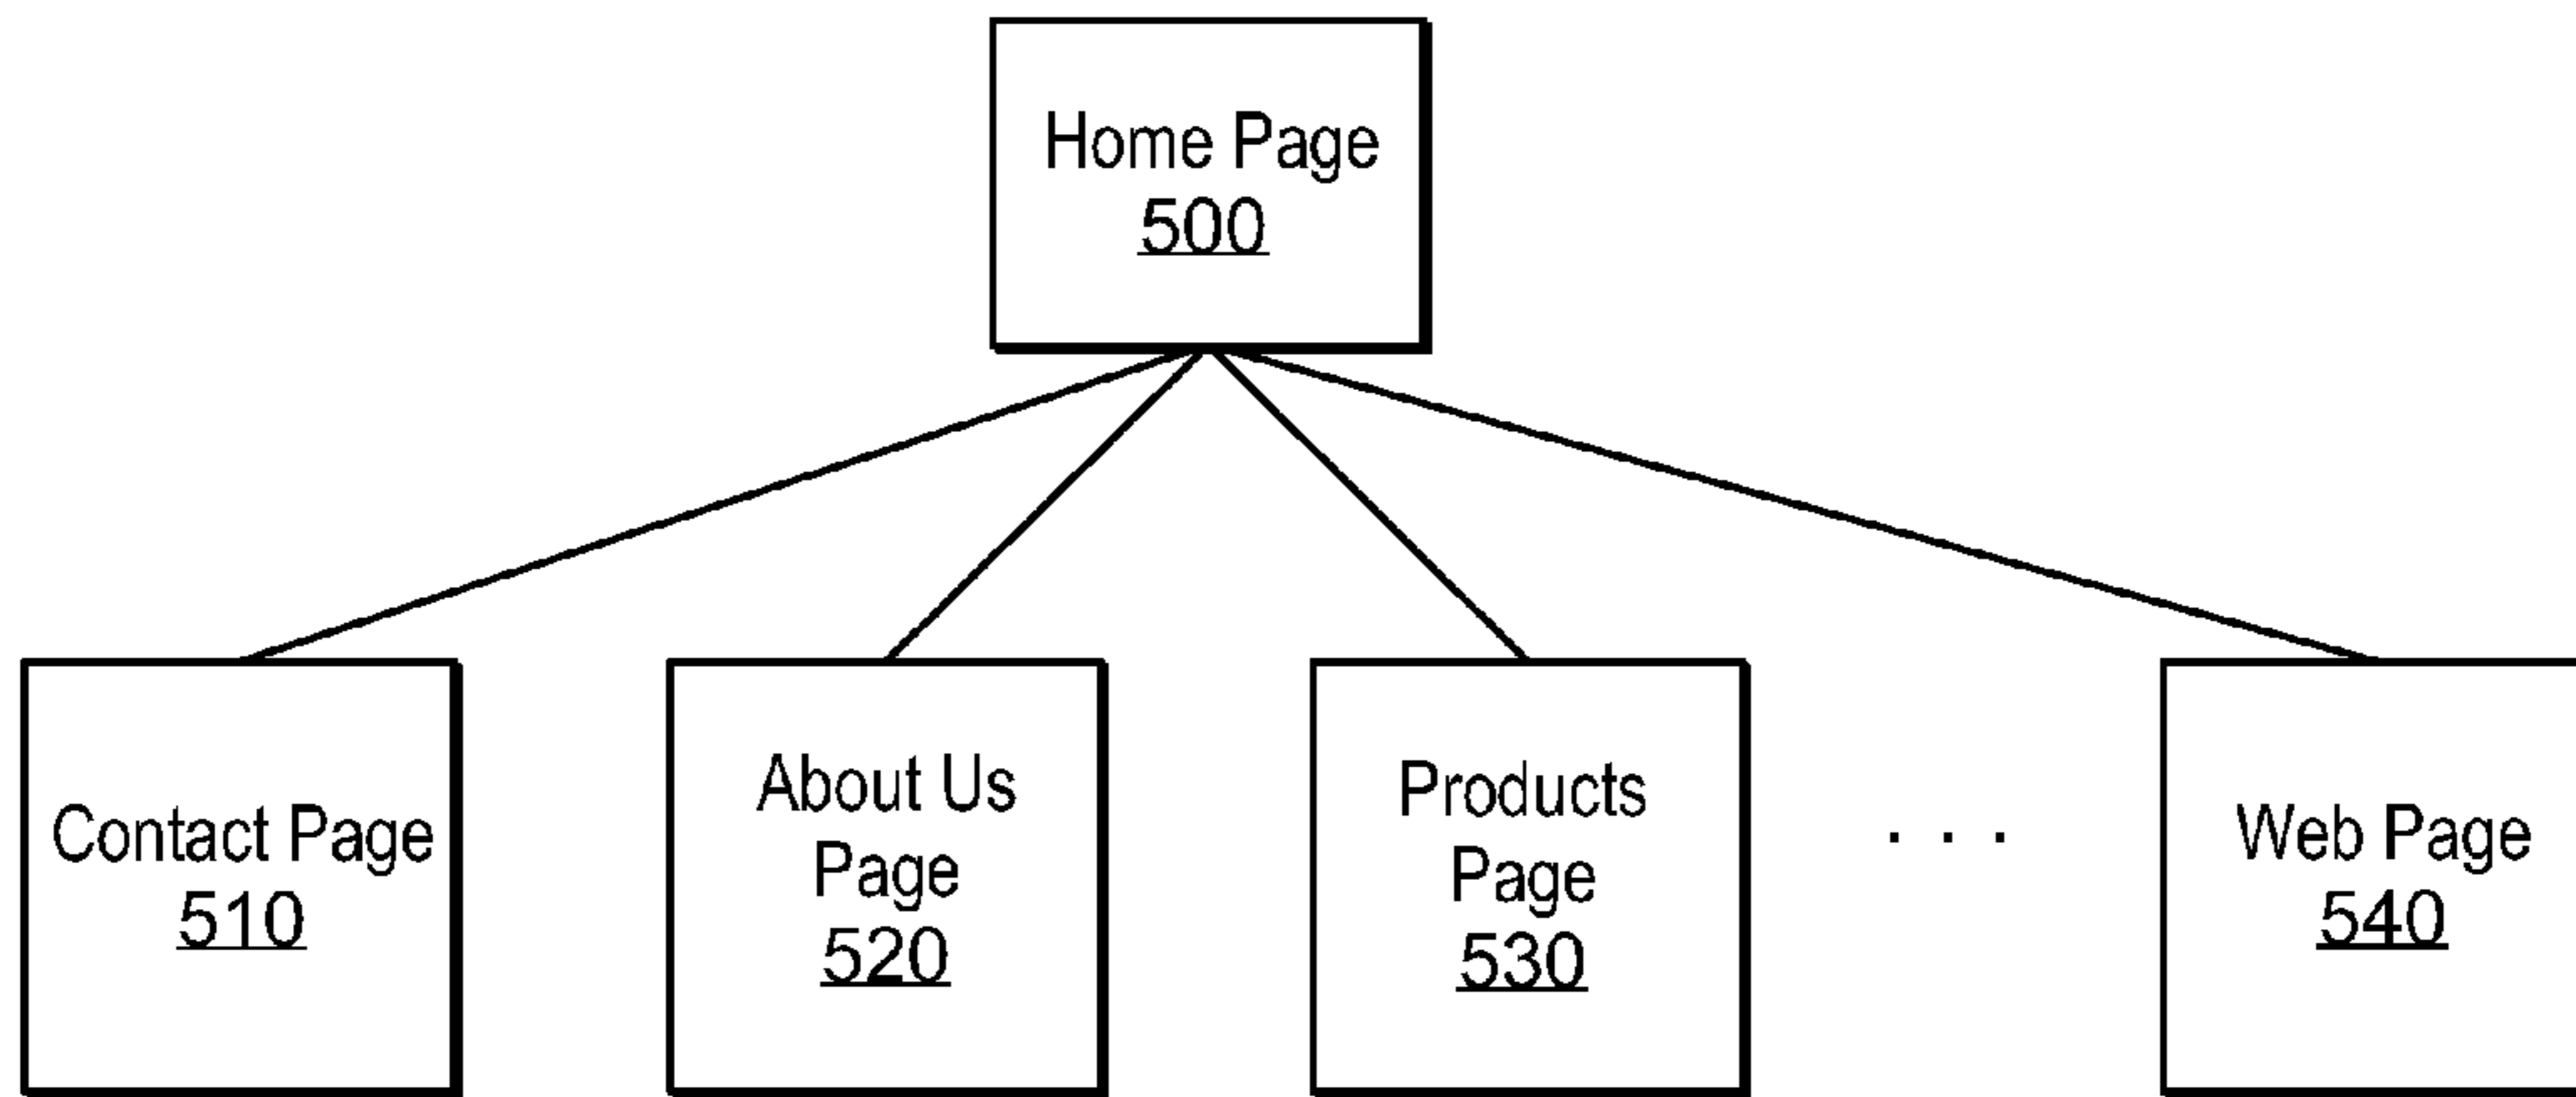 Home Page
500
Contact Page
510
About Us
Page
520
Products
Page
530
. . .
Web Page
540